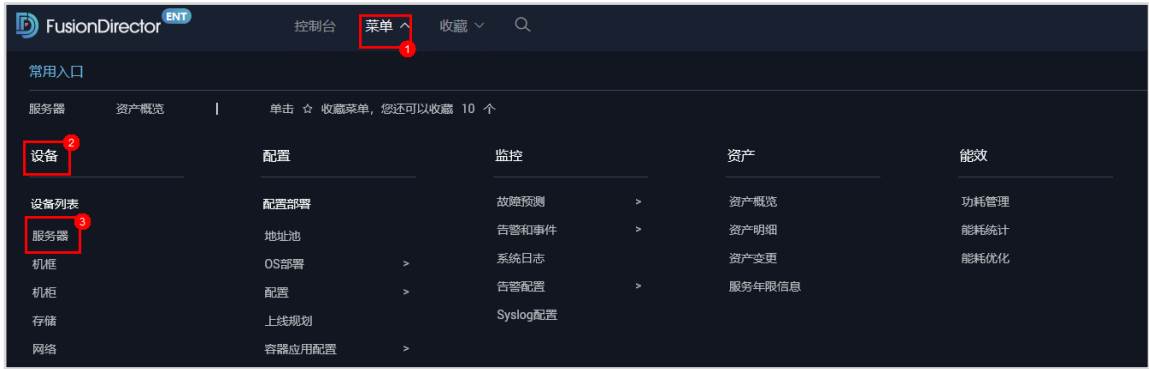 FusionDirector ENT 控制台 菜单 收藏
1
常用入口
服务器 资产概览 | 单击 ☆ 收藏菜单，您还可以收藏 10 个
2
设备 配置 监控 资产 能效
设备列表 配置部署 故障预测 > 资产概览 功耗管理
3
服务器 地址池 告警和事件 > 资产明细 能耗统计
机框 OS部署 > 系统日志 资产变更 能耗优化
机柜 配置 > 告警配置 > 服务年限信息
存储 上线规划 Syslog配置
网络 容器应用配置 >